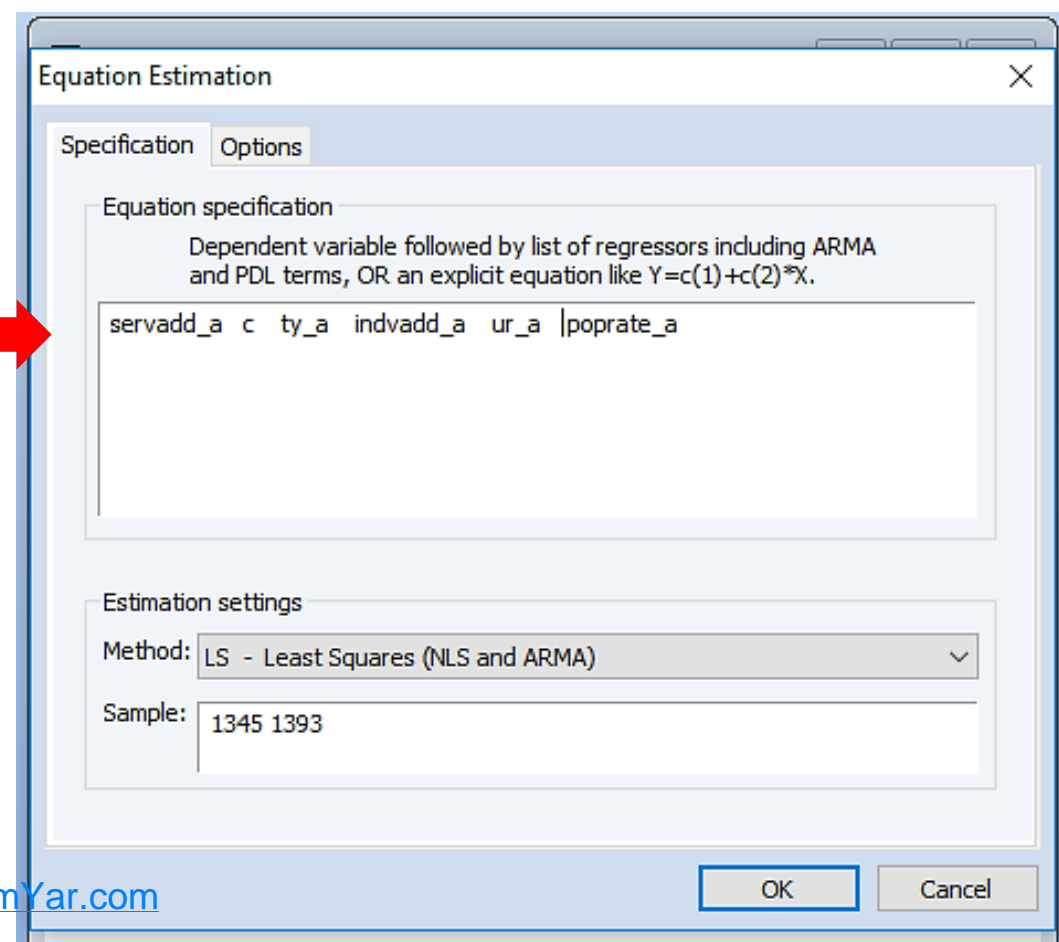 Equation Estimation
Specification Options
Equation specification
Dependent variable followed by list of regressors including ARMA
and PDL terms, OR an explicit equation like Y=c(1)+c(2)*X.
servadd_a c ty_a indvadd_a ur_a poprate_a
Estimation settings
Method: LS - Least Squares (NLS and ARMA)
Sample: 1345 1393
OK Cancel
mYar.com